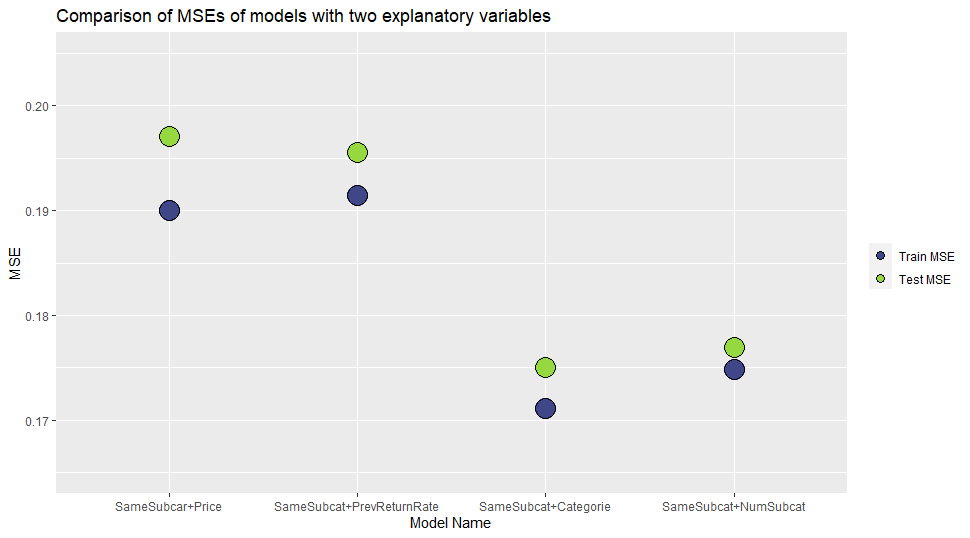 Comparison of MSEs of models with two explanatory variables
MSE
0.20
0.19
0.18
0.17
SameSubcar+Price
SameSubcat+PrevReturnRate
SameSubcat+Categorie
SameSubcat+NumSubcat
Model Name
Train MSE
Test MSE